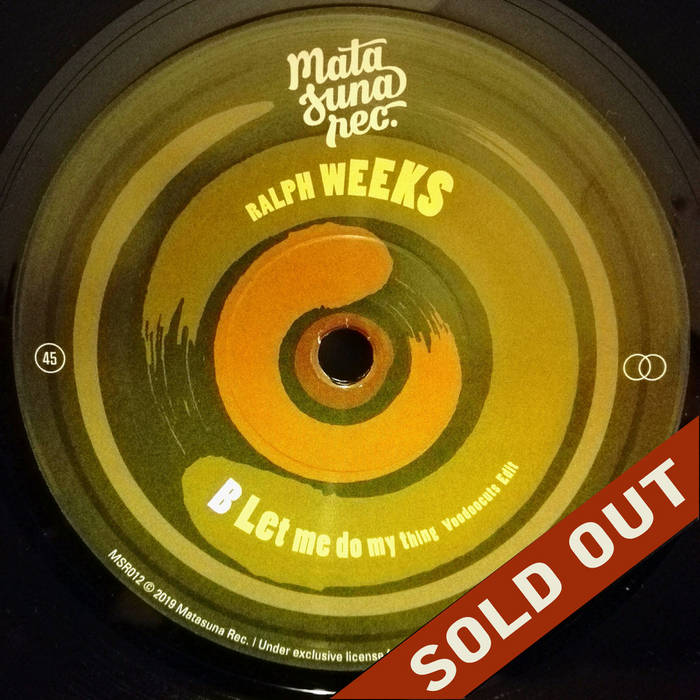 Mata
Suna
rec.
RALPH WEEKS
45
B Let me do my thing Voodoocuts Edit
MSR012 © 2019 Matasuna Rec. / Under exclusive license
SOLD OUT